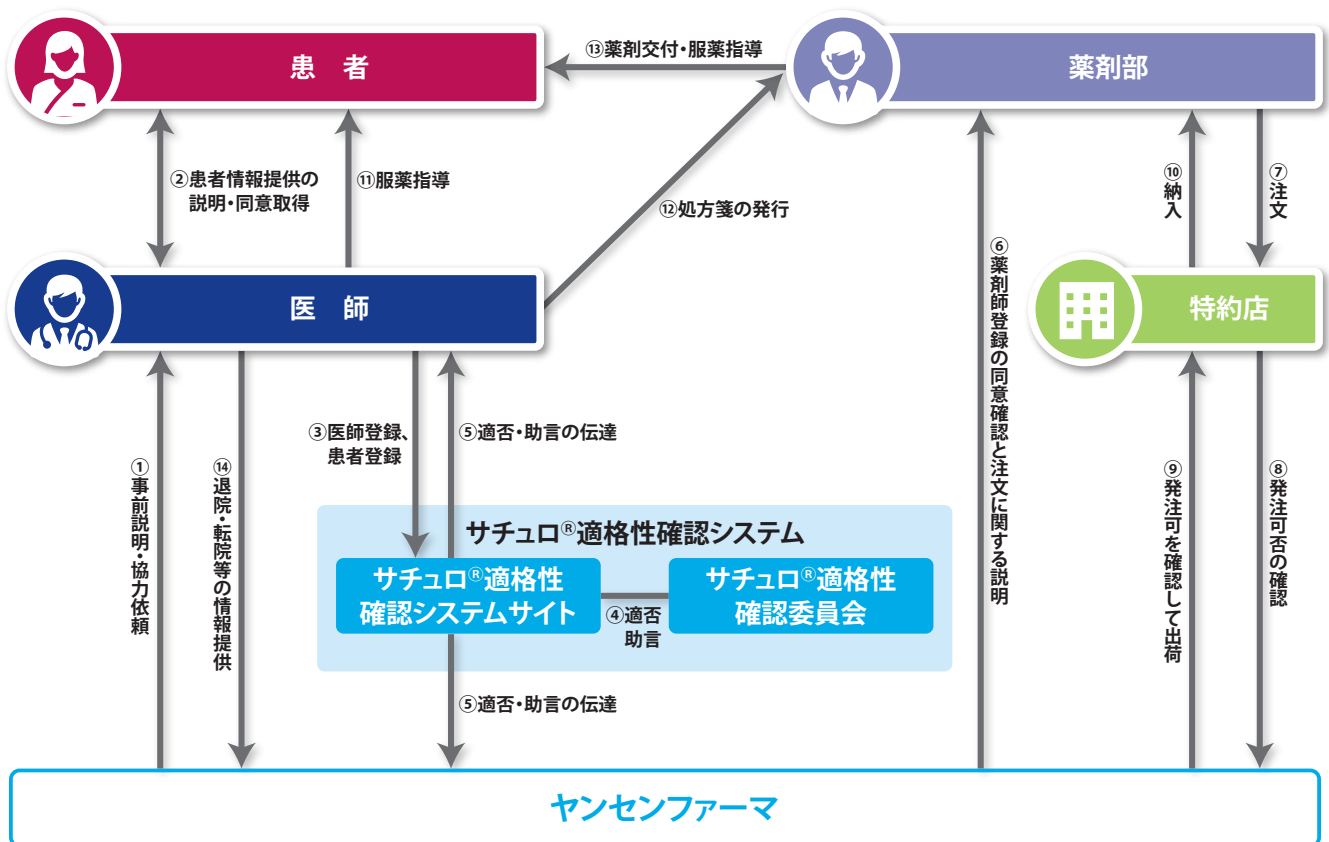 患 者
⑬薬剤交付・服薬指導
薬剤部
②患者情報提供の
説明・同意取得
⑪服薬指導
⑫処方箋の発行
⑩納入
⑦注文
医 師
⑥薬剤師登録の同意確認と注文に関する説明
特約店
①事前説明・協力依頼
⑭退院・転院等の情報提供
③医師登録、
患者登録
⑤適否・助言の伝達
⑨発注可を確認して出荷
⑧発注可否の確認
サチュロ®適格性確認システム
サチュロ®適格性
確認システムサイト
④適否
助言
サチュロ®適格性
確認委員会
⑤適否・助言の伝達
ヤンセンファーマ